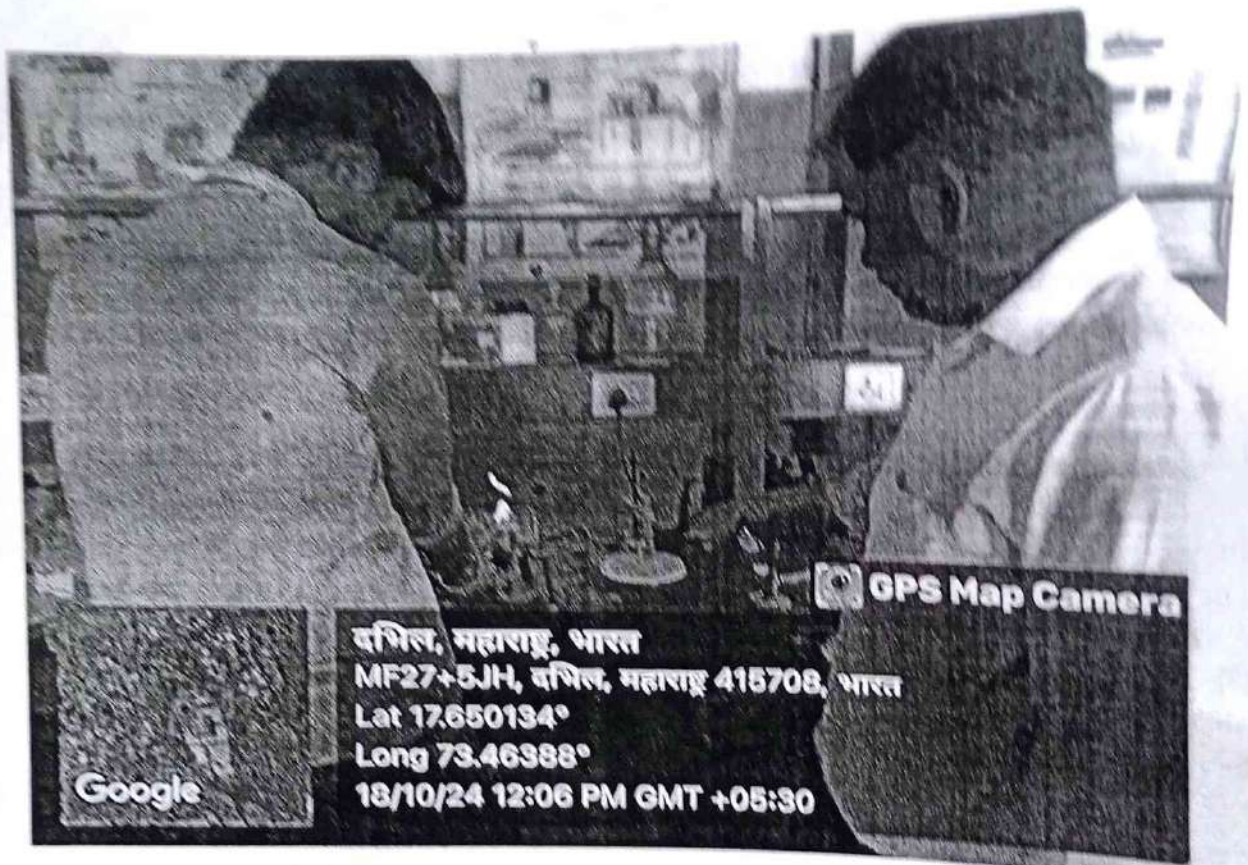 GPS Map Camera
दभिल, महाराष्ट्र, भारत
MF27+5JH, दभिल, महाराष्ट्र 415708, भारत
Lat 17.650134°
Long 73.46388°
18/10/24 12:06 PM GMT +05:30
Google